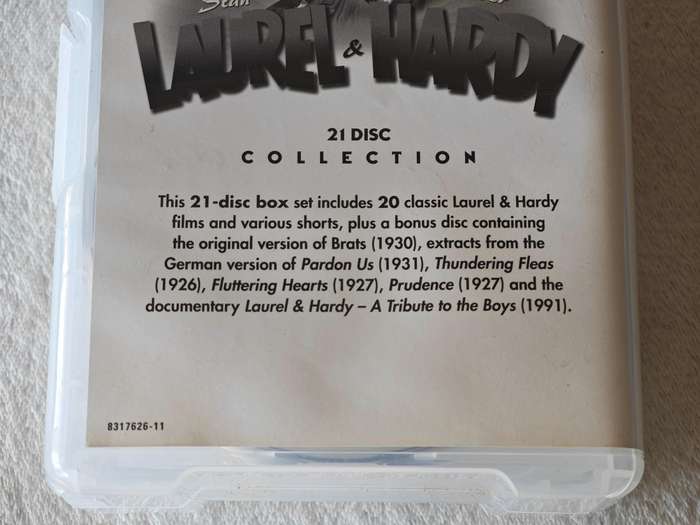 Stan
LAUREL & HARDY
21 DISC
COLLECTION
This 21-disc box set includes 20 classic Laurel & Hardy
films and various shorts, plus a bonus disc containing
the original version of Brats (1930), extracts from the
German version of Pardon Us (1931), Thundering Fleas
(1926), Fluttering Hearts (1927), Prudence (1927) and the
documentary Laurel & Hardy – A Tribute to the Boys (1991).
8317626-11